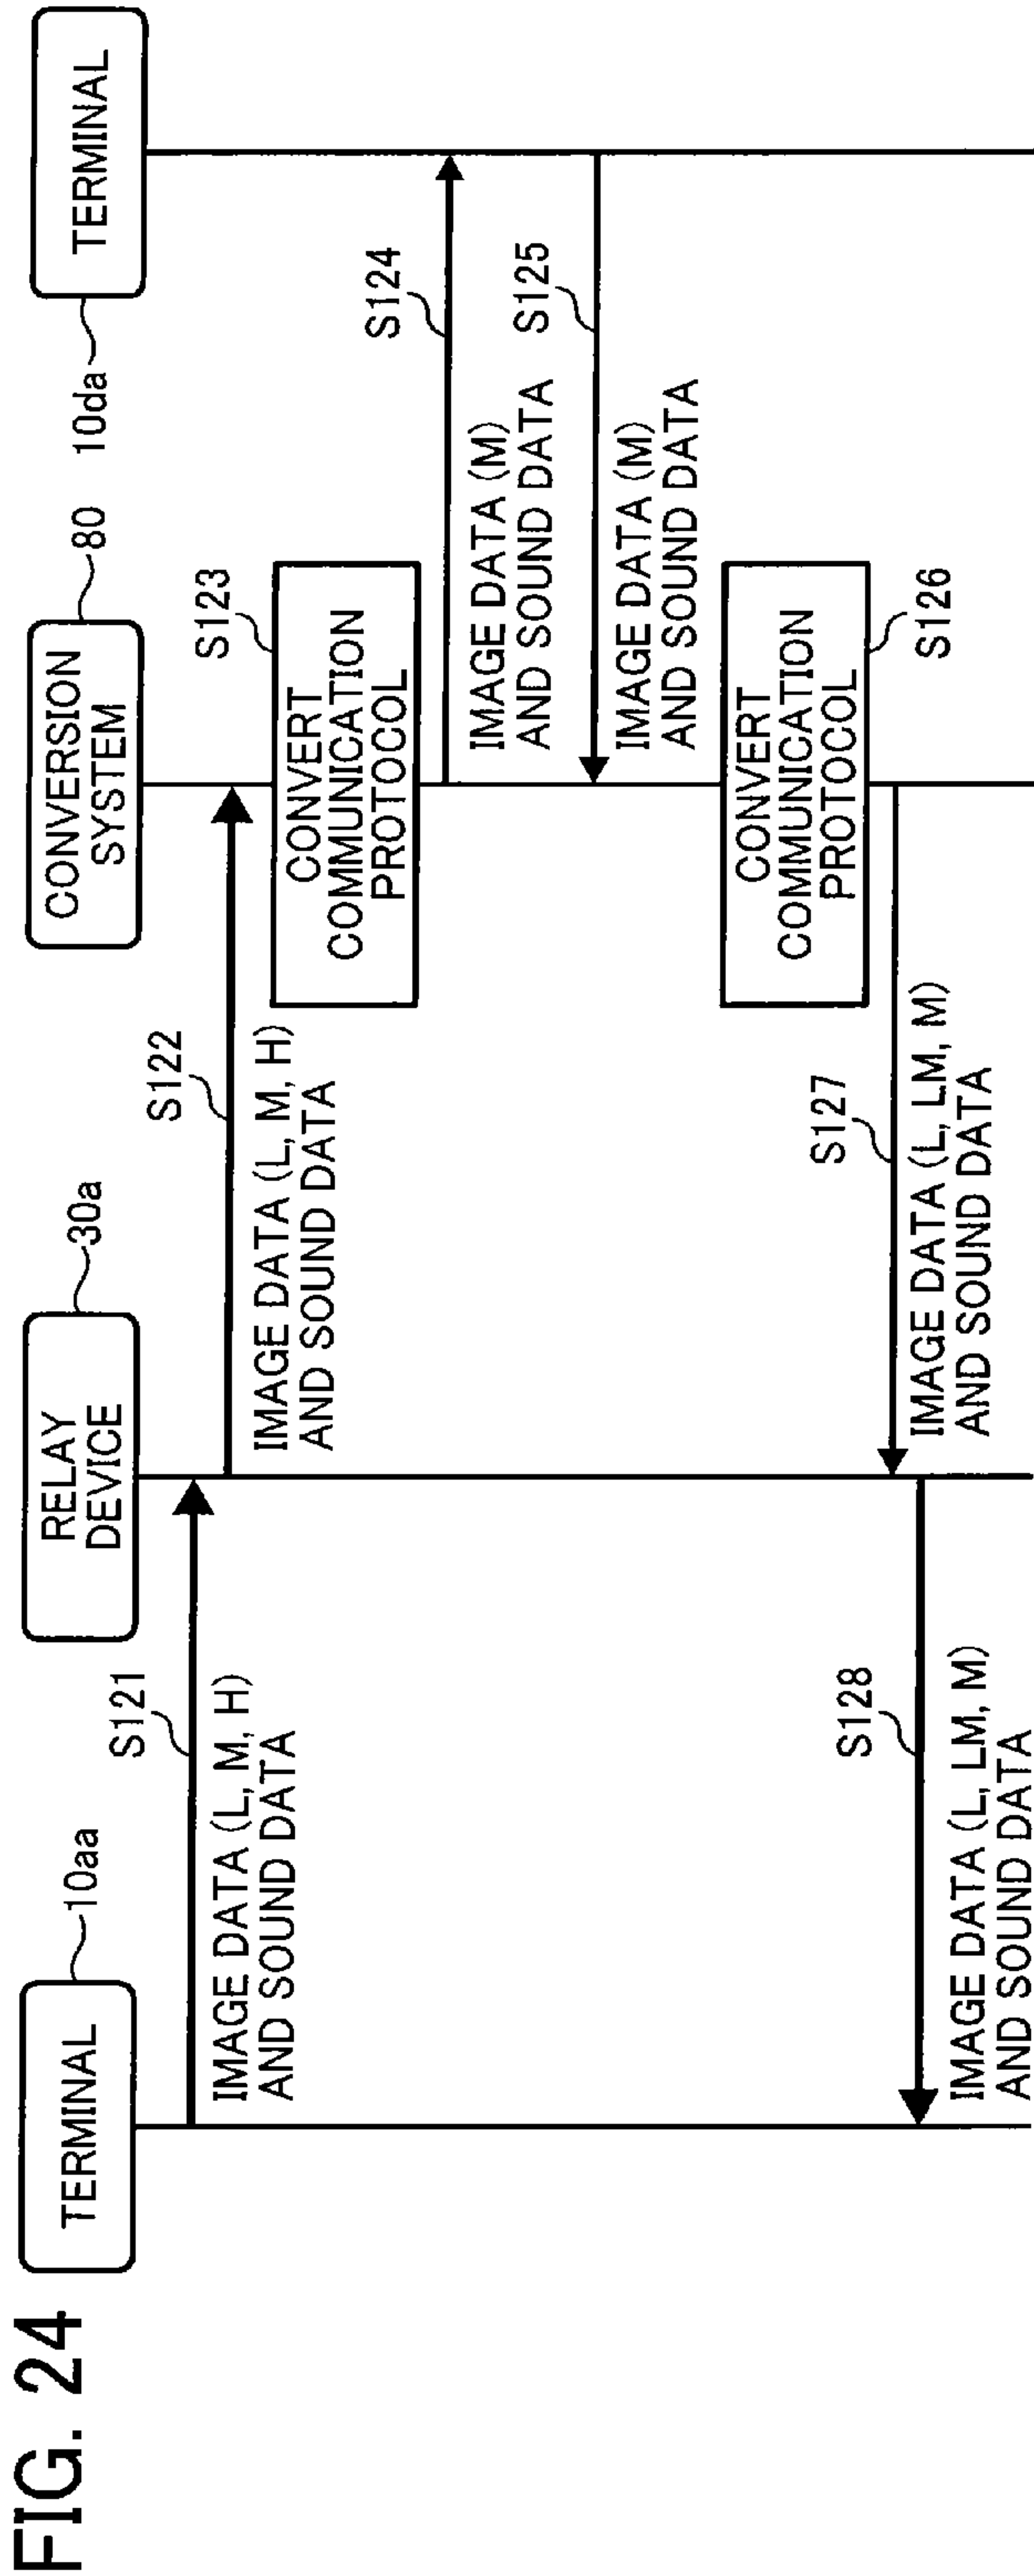 FIG. 24
TERMINAL
10aa
RELAY
DEVICE
30a
CONVERSION
SYSTEM
80
TERMINAL
10da
S121
IMAGE DATA (L, M, H)
AND SOUND DATA
S122
IMAGE DATA (L, M, H)
AND SOUND DATA
S123
CONVERT
COMMUNICATION
PROTOCOL
S124
IMAGE DATA (M)
AND SOUND DATA
S125
IMAGE DATA (M)
AND SOUND DATA
CONVERT
COMMUNICATION
PROTOCOL
S126
S127
IMAGE DATA (L, LM, M)
AND SOUND DATA
S128
IMAGE DATA (L, LM, M)
AND SOUND DATA